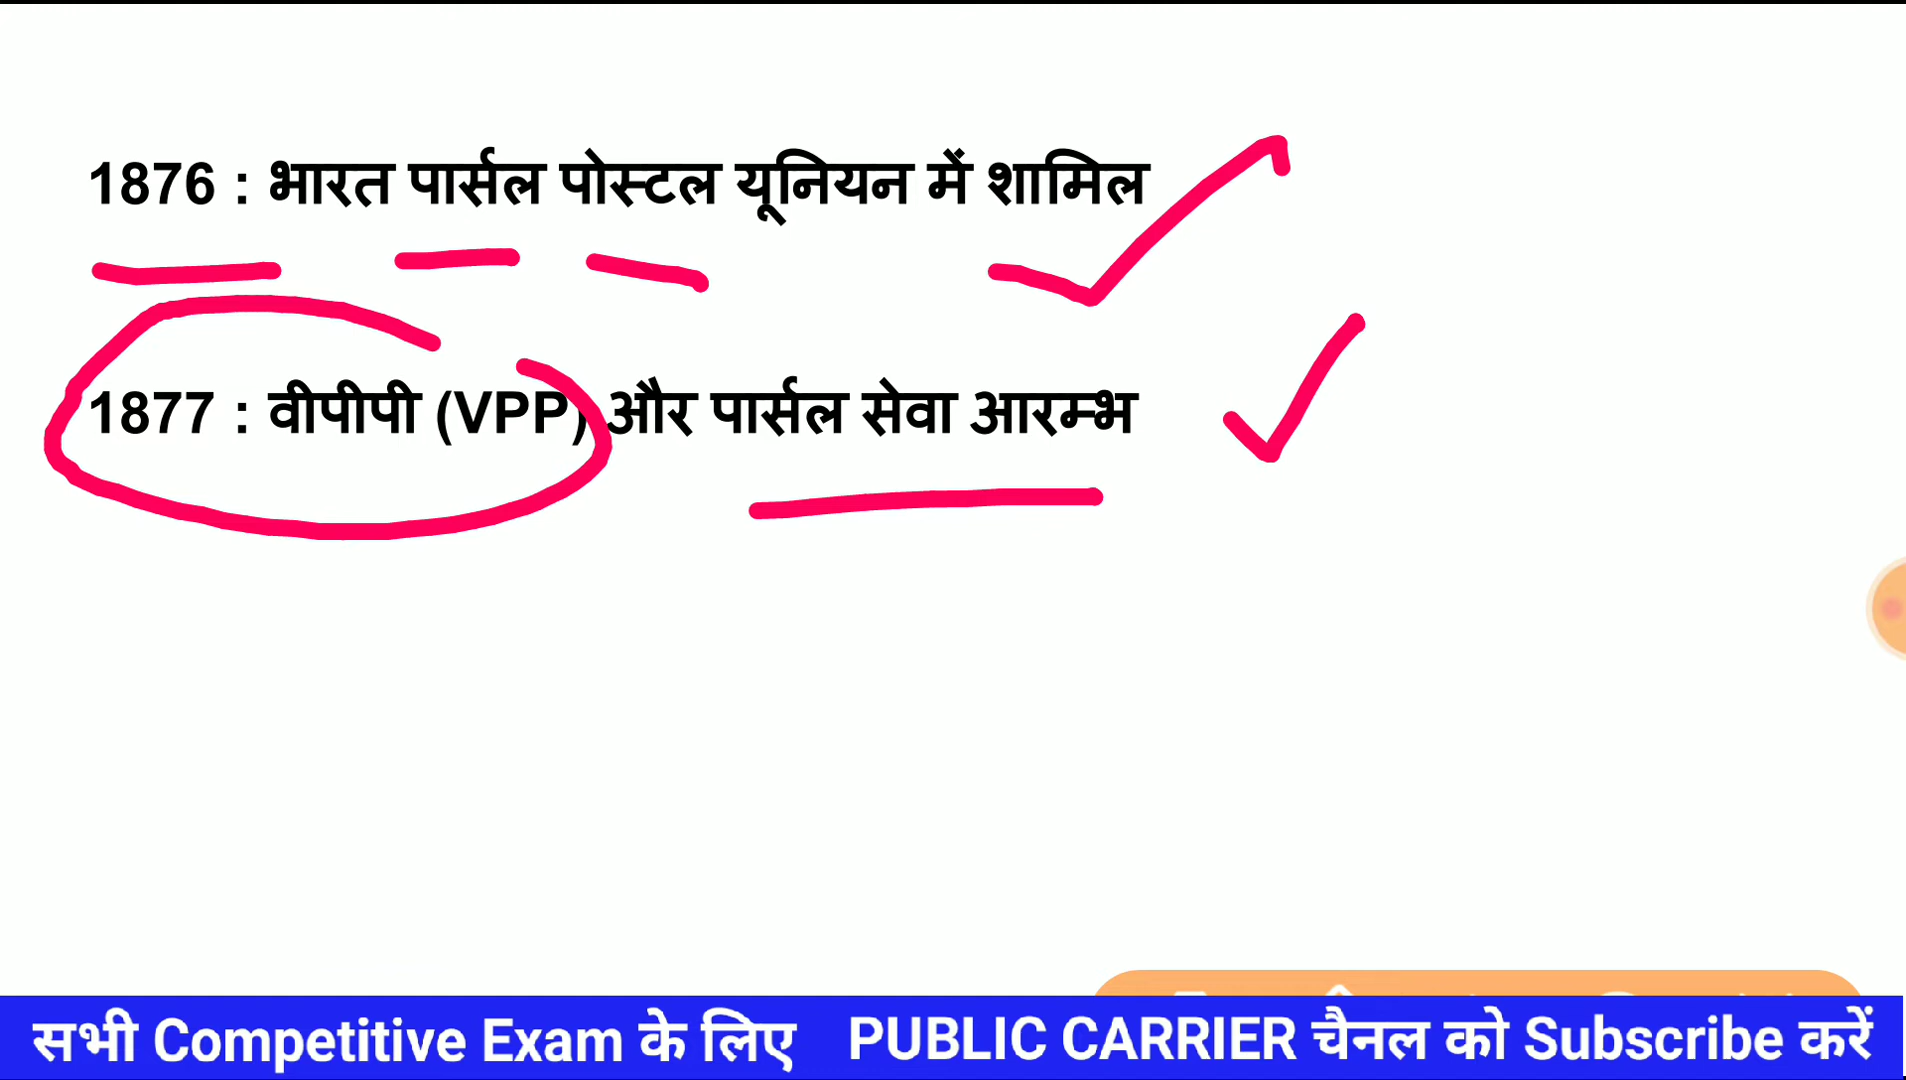 1876 : भारत पार्सल पोस्टल यूनियन में शामिल
1877 : वीपीपी (VPP) और पार्सल सेवा आरम्भ
सभी Competitive Exam के लिए PUBLIC CARRIER चैनल को Subscribe करें